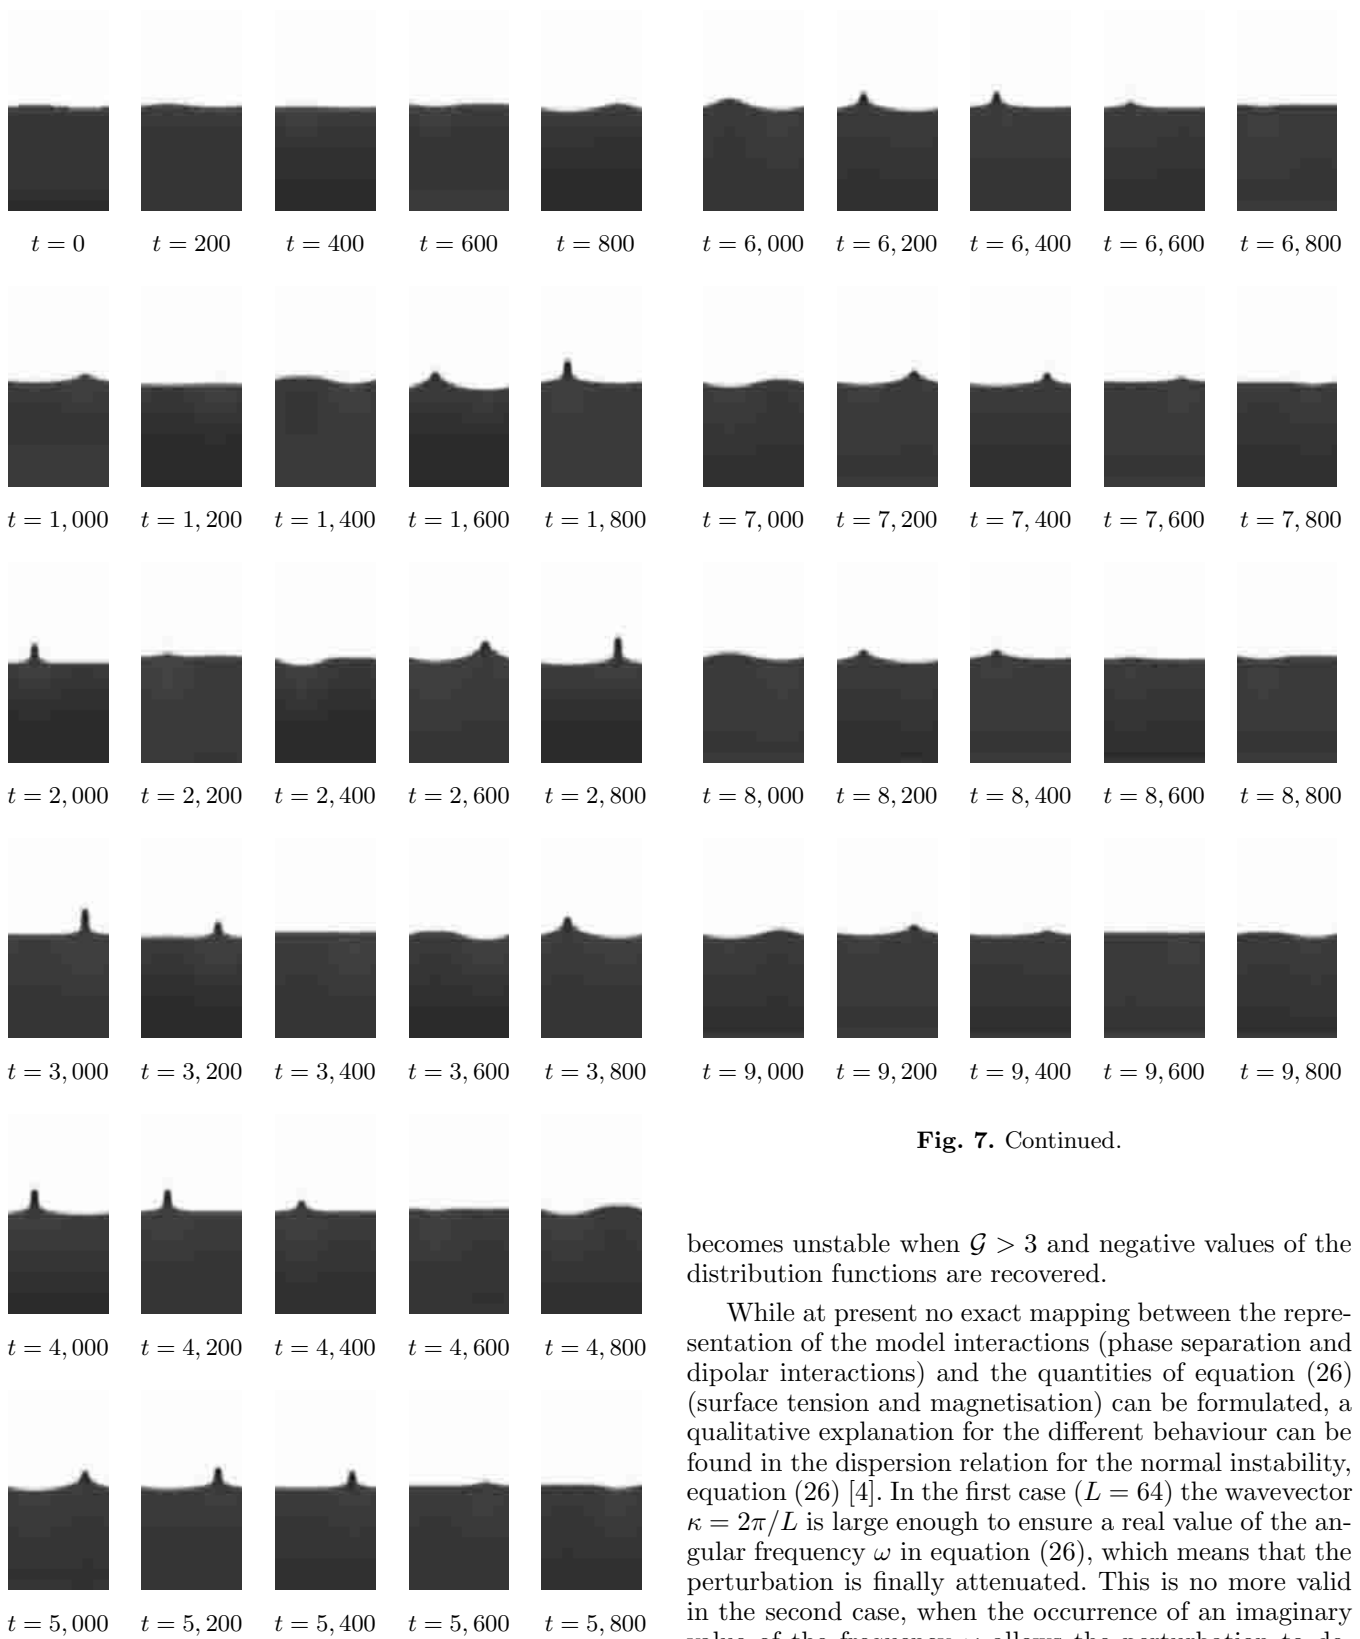 t = 0 t = 200 t = 400 t = 600 t = 800
t = 1, 000 t = 1, 200 t = 1, 400 t = 1, 600 t = 1, 800
t = 2, 000 t = 2, 200 t = 2, 400 t = 2, 600 t = 2, 800
t = 3, 000 t = 3, 200 t = 3, 400 t = 3, 600 t = 3, 800
t = 4, 000 t = 4, 200 t = 4, 400 t = 4, 600 t = 4, 800
t = 5, 000 t = 5, 200 t = 5, 400 t = 5, 600 t = 5, 800
t = 6, 000 t = 6, 200 t = 6, 400 t = 6, 600 t = 6, 800
t = 7, 000 t = 7, 200 t = 7, 400 t = 7, 600 t = 7, 800
t = 8, 000 t = 8, 200 t = 8, 400 t = 8, 600 t = 8, 800
t = 9, 000 t = 9, 200 t = 9, 400 t = 9, 600 t = 9, 800
Fig. 7. Continued.
becomes unstable when 𝒢 > 3 and negative values of the
distribution functions are recovered.
While at present no exact mapping between the repre-
sentation of the model interactions (phase separation and
dipolar interactions) and the quantities of equation (26)
(surface tension and magnetisation) can be formulated, a
qualitative explanation for the different behaviour can be
found in the dispersion relation for the normal instability,
equation (26) [4]. In the first case (L = 64) the wavevector
κ = 2π/L is large enough to ensure a real value of the an-
gular frequency ω in equation (26), which means that the
perturbation is finally attenuated. This is no more valid
in the second case, when the occurrence of an imaginary